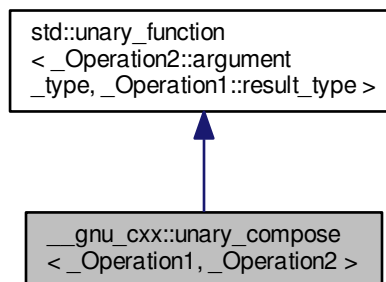 std::unary_function
< _Operation2::argument
_type, _Operation1::result_type >
__gnu_cxx::unary_compose
< _Operation1, _Operation2 >